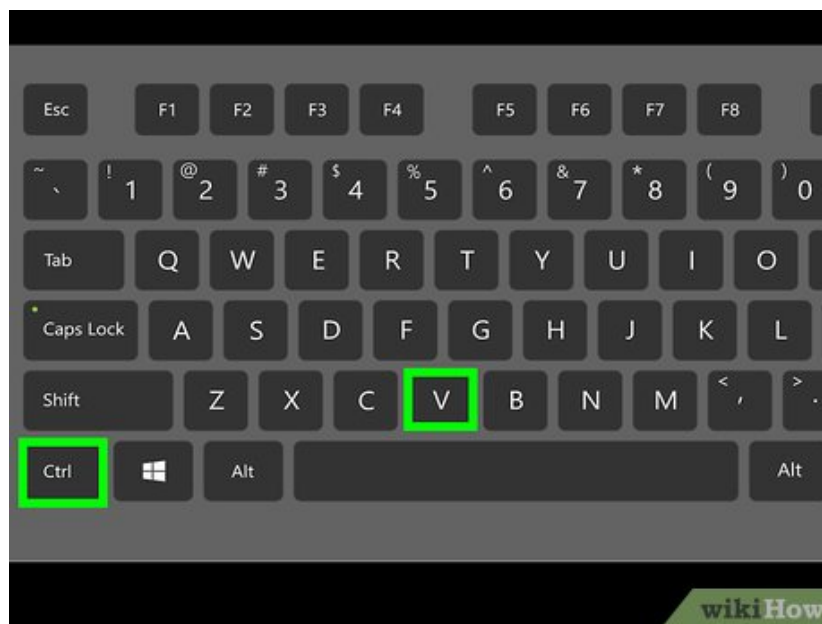 Esc F1 F2 F3 F4 F5 F6 F7 F8
~ ` ! 1 @ 2 # 3 $ 4 % 5 ^ 6 & 7 * 8 ( 9 ) 0
Tab Q W E R T Y U I O
Caps Lock A S D F G H J K L
Shift Z X C V B N M < , > .
Ctrl Alt Alt
wikiHow